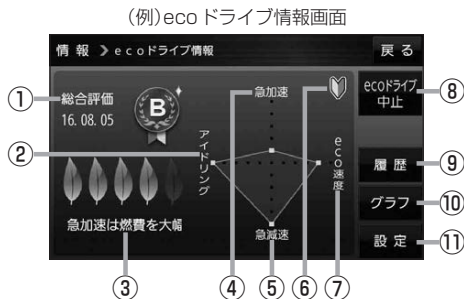 (例)eco ドライブ情報画面
情 報 》ecoドライブ情報
戻 る
① 総合評価
16. 08. 05
B
④ 急加速
⑥
ecoドライブ
中止 ⑧
② アイドリング
eco速度
履 歴 ⑨
グラフ ⑩
急加速は燃費を大幅
急減速
設 定 ⑪
③
⑤
⑦